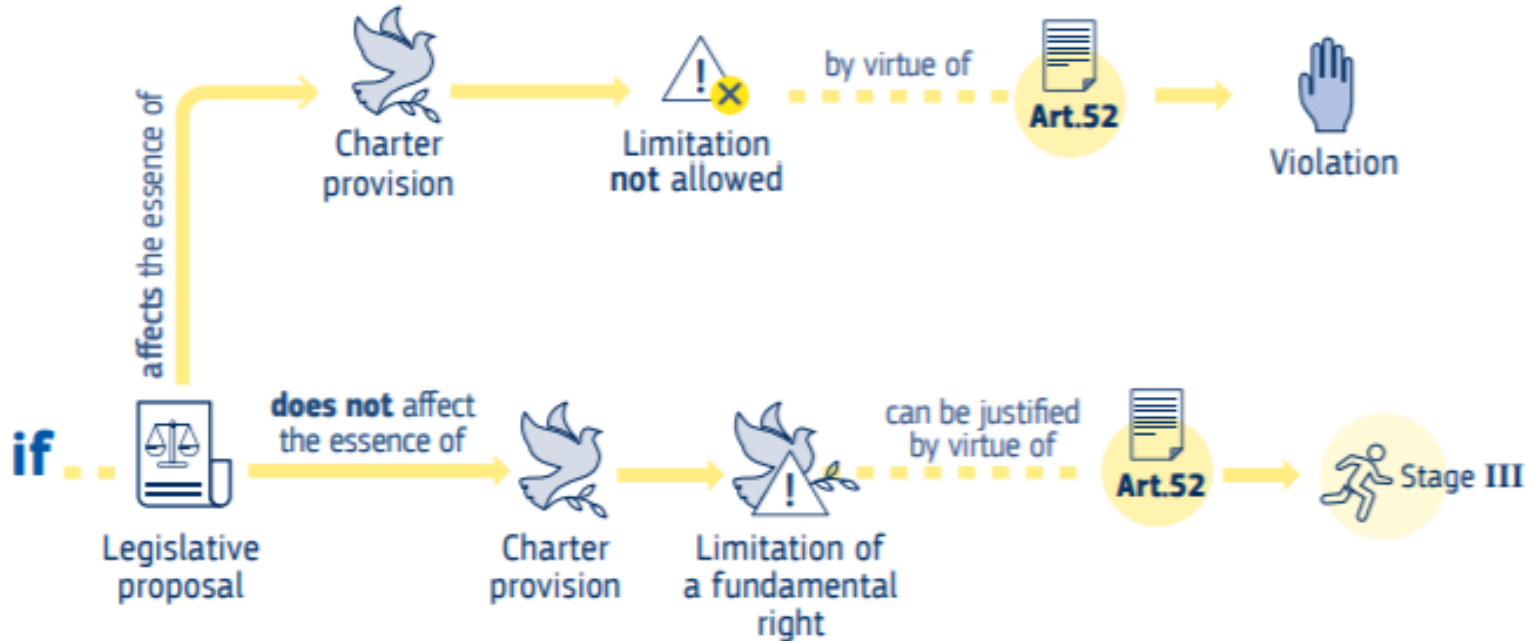 affects the essence of
Charter
provision
Limitation
not allowed
by virtue of
Art.52
Violation
if
Legislative
proposal
does not affect
the essence of
Charter
provision
Limitation of
a fundamental
right
can be justified
by virtue of
Art.52
Stage III